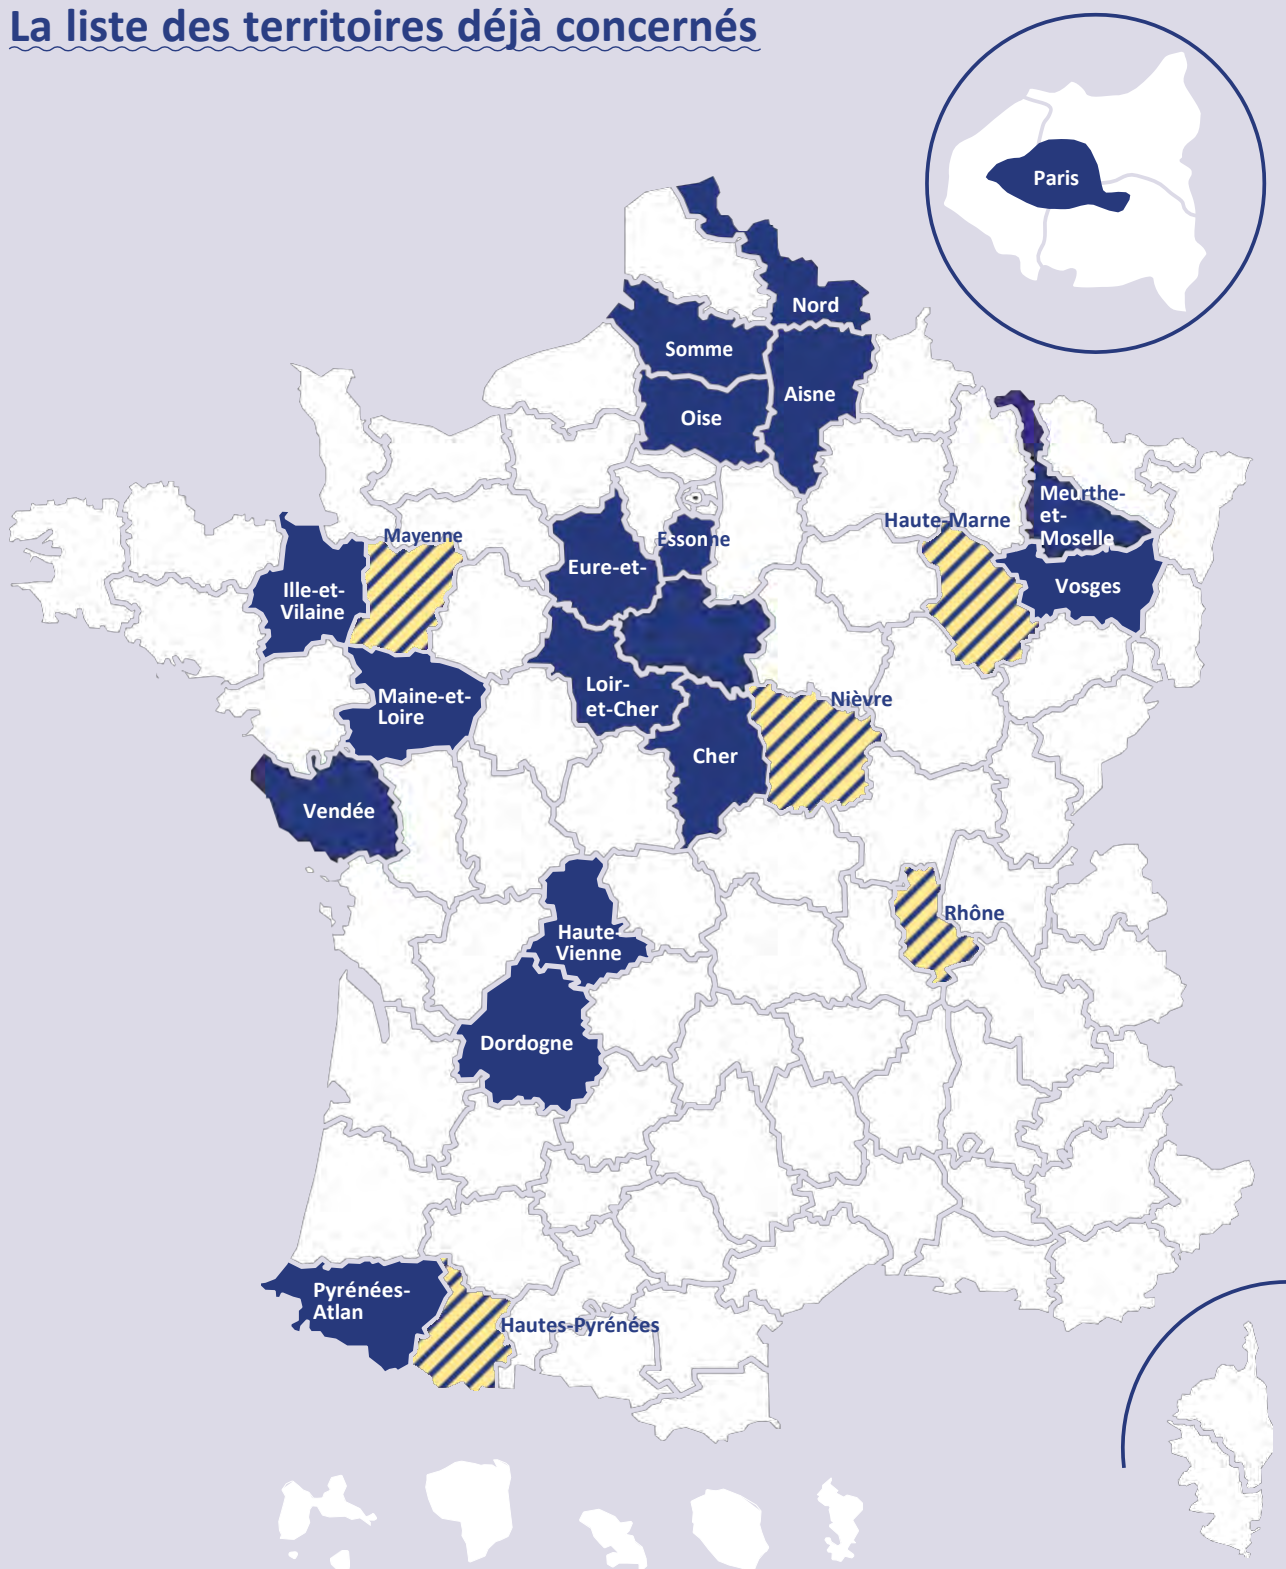 La liste des territoires déjà concernés
Paris
Nord
Somme
Aisne
Oise
Meurthe-
et-
Moselle
Haute-Marne
Mayenne
Essonne
Eure-et-
Vosges
Ille-et-
Vilaine
Loir-
et-Cher
Maine-et-
Loire
Nièvre
Cher
Vendée
Rhône
Haute-
Vienne
Dordogne
Pyrénées-
Atlan
Hautes-Pyrénées